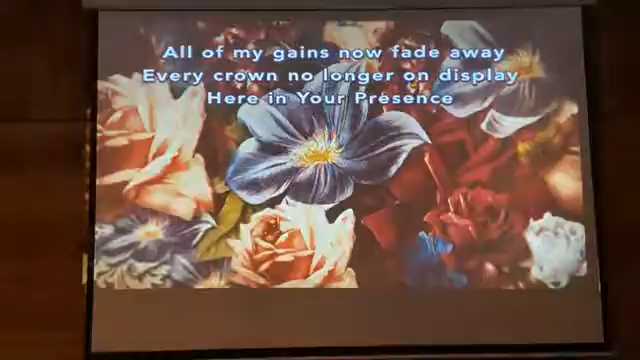 All of my gains now fade away
Every crown no longer on display
Here in Your Presence